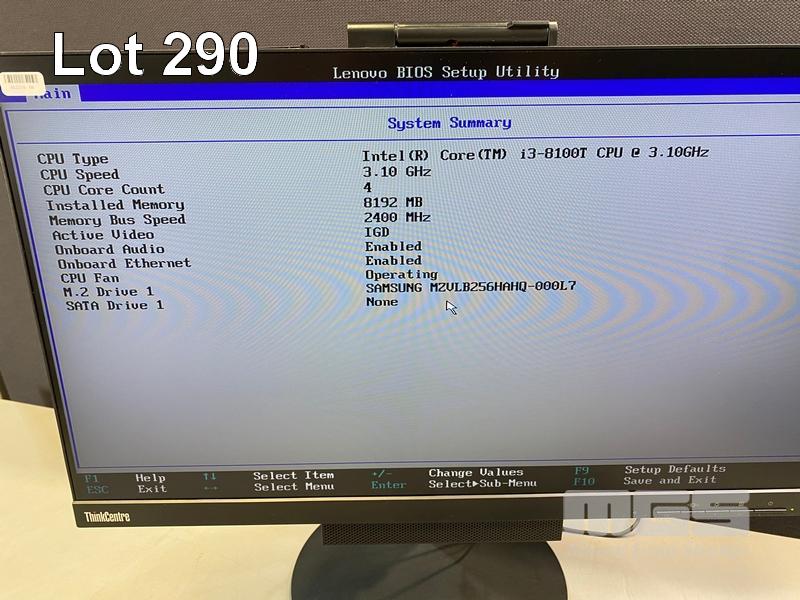 Lot 290
Lenovo BIOS Setup Utility
Main
System Summary
CPU Type Intel(R) Core(TM) i3-8100T CPU @ 3.10GHz
CPU Speed 3.10 GHz
CPU Core Count 4
Installed Memory 8192 MB
Memory Bus Speed 2400 MHz
Active Video IGD
Onboard Audio Enabled
Onboard Ethernet Enabled
CPU Fan Operating
M.2 Drive 1 SAMSUNG MZVLB256HAHQ-000L7
SATA Drive 1 None
F1 Help ↑↓ Select Item +/- Change Values F9 Setup Defaults
ESC Exit ←→ Select Menu Enter Select▶Sub-Menu F10 Save and Exit
ThinkCentre
MGS